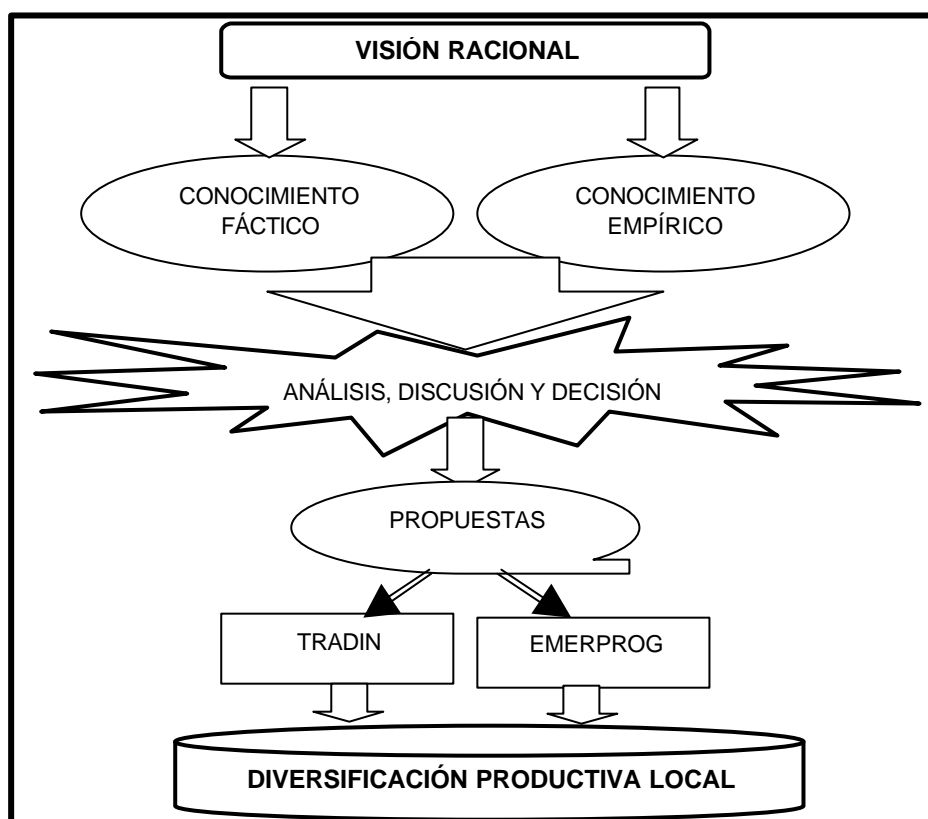 VISIÓN RACIONAL
CONOCIMIENTO
FÁCTICO
CONOCIMIENTO
EMPÍRICO
ANÁLISIS, DISCUSIÓN Y DECISIÓN
PROPUESTAS
TRADIN
EMERPROG
DIVERSIFICACIÓN PRODUCTIVA LOCAL